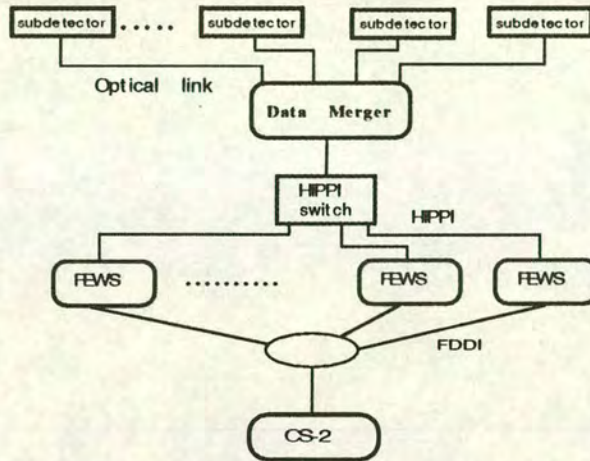 subdetector ..... subdetector subdetector subdetector
Optical link
Data Merger
HIPPI
switch
HIPPI
FEWS .......... FEWS FEWS
FDDI
CS-2